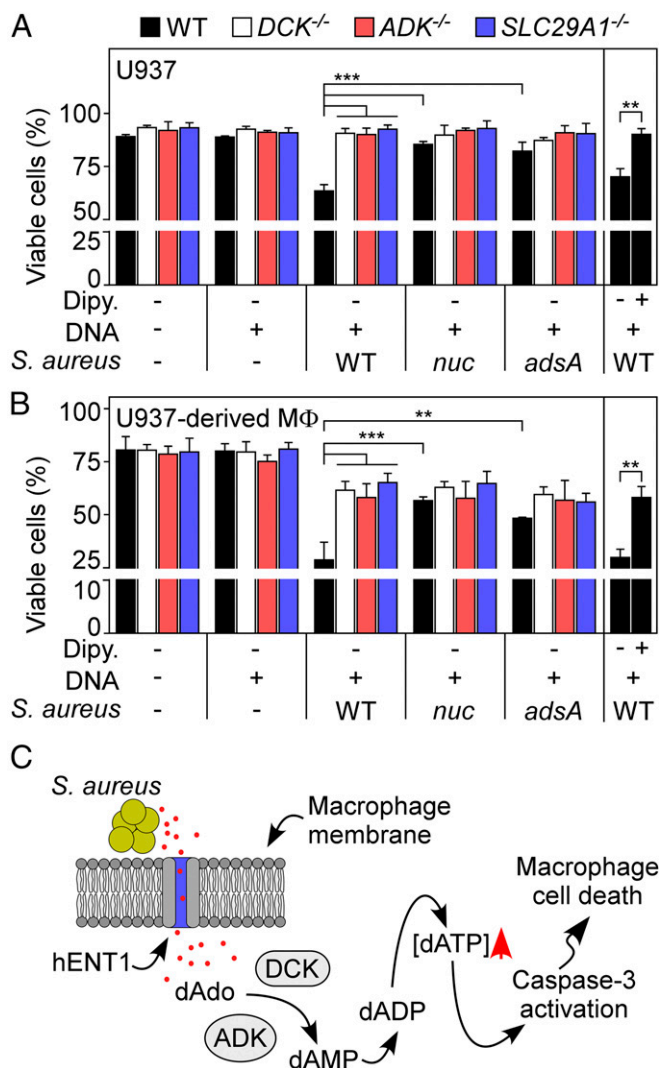 A WT DCK-/- ADK-/- SLC29A1-/-
U937
***
**
Viable cells (%)
100
75
50
25
0
Dipy. - - - - - - +
DNA - + + + + +
S. aureus - - WT nuc adsA WT
B U937-derived MΦ
**
***
**
Viable cells (%)
100
75
50
25
10
0
Dipy. - - - - - - +
DNA - + + + + +
S. aureus - - WT nuc adsA WT
C
S. aureus
Macrophage
membrane
Macrophage
cell death
hENT1
DCK
[dATP]
dAdo
dADP
Caspase-3
activation
ADK
dAMP